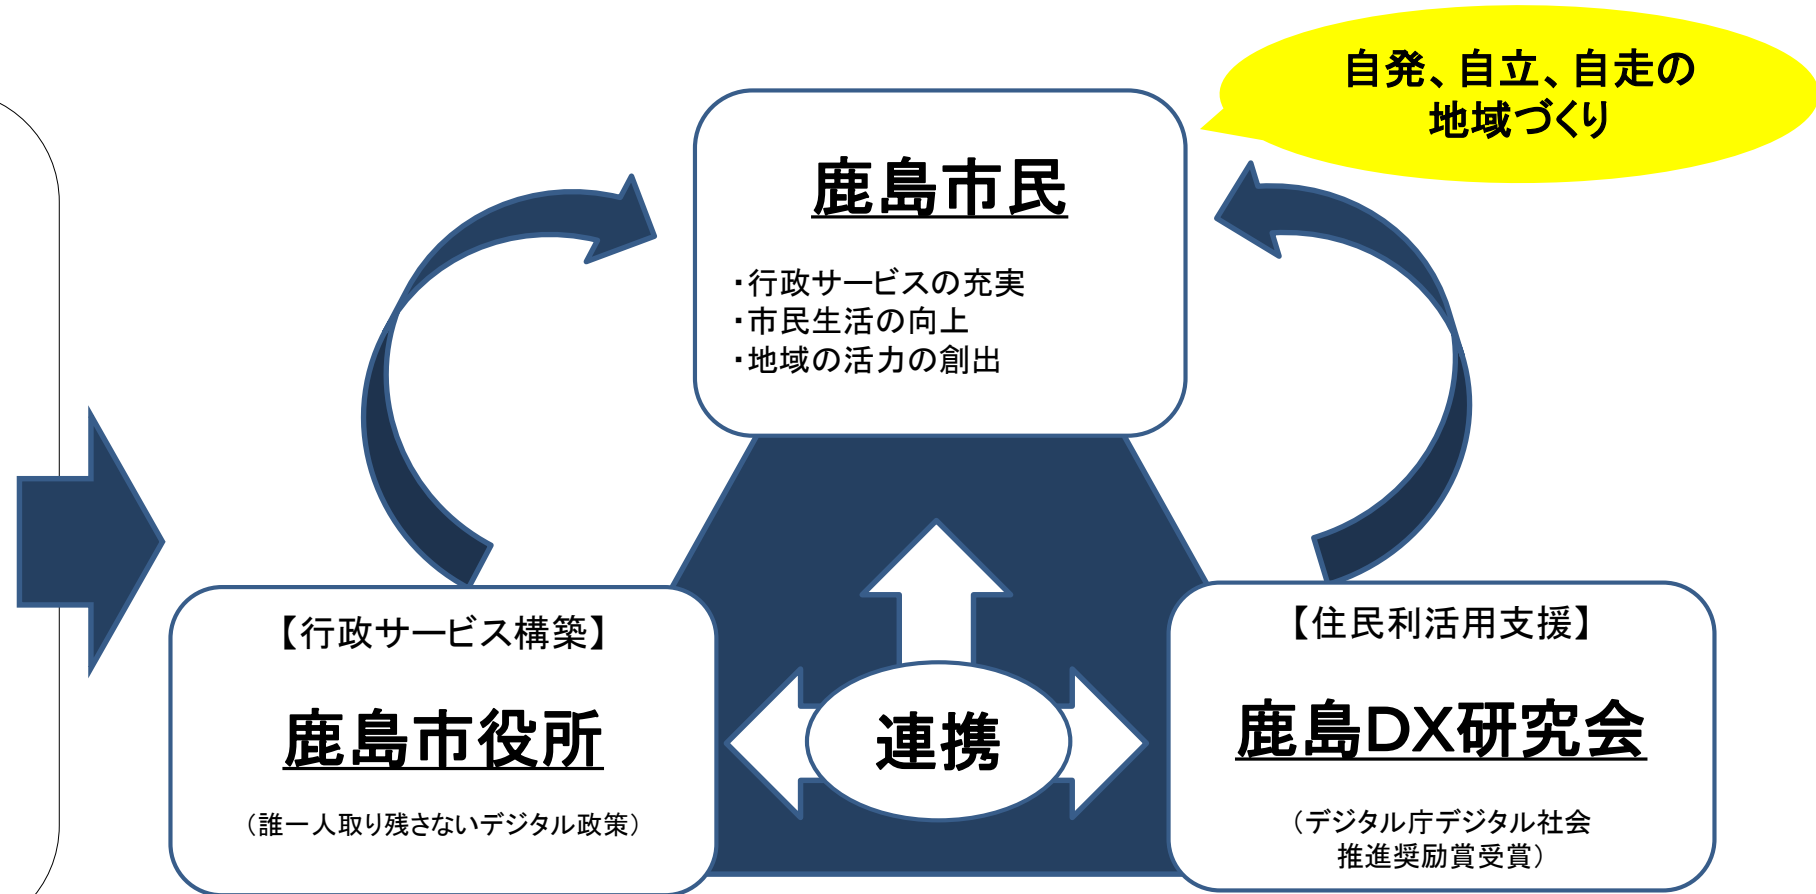 自発、自立、自走の
地域づくり
鹿島市民
・行政サービスの充実
・市民生活の向上
・地域の活力の創出
【行政サービス構築】
鹿島市役所
（誰一人取り残さないデジタル政策）
連携
【住民利活用支援】
鹿島DX研究会
（デジタル庁デジタル社会
推進奨励賞受賞）